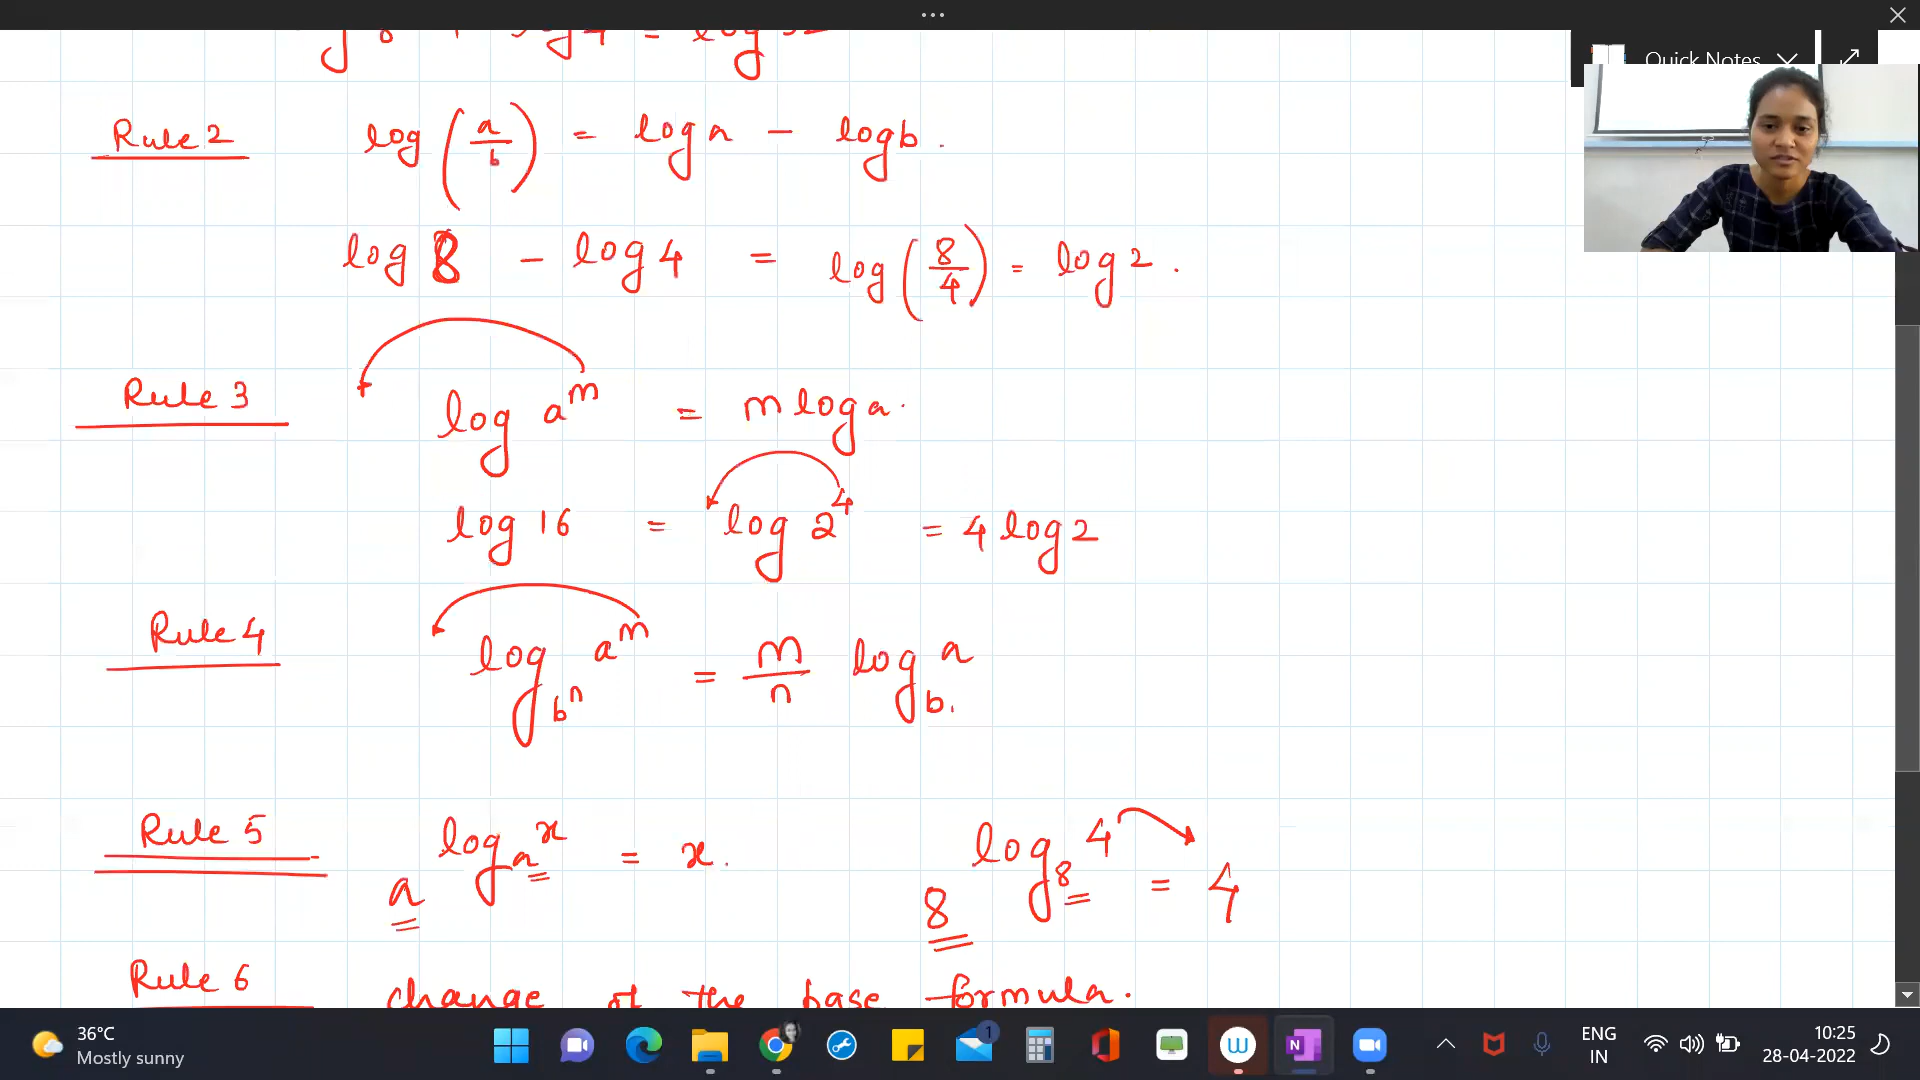 Quick Notes
Rule 2 log (a/b) = log a - log b.
log 8 - log 4 = log (8/4) = log 2.
Rule 3 log a^m = m log a.
log 16 = log 2^4 = 4 log 2
Rule 4 log_{b^n} a^m = m/n log_b a
Rule 5 a^{log_a x} = x. 8^{log_8 4} = 4
Rule 6 change of the base formula.
36°C
Mostly sunny
1
ENG
IN
10:25
28-04-2022